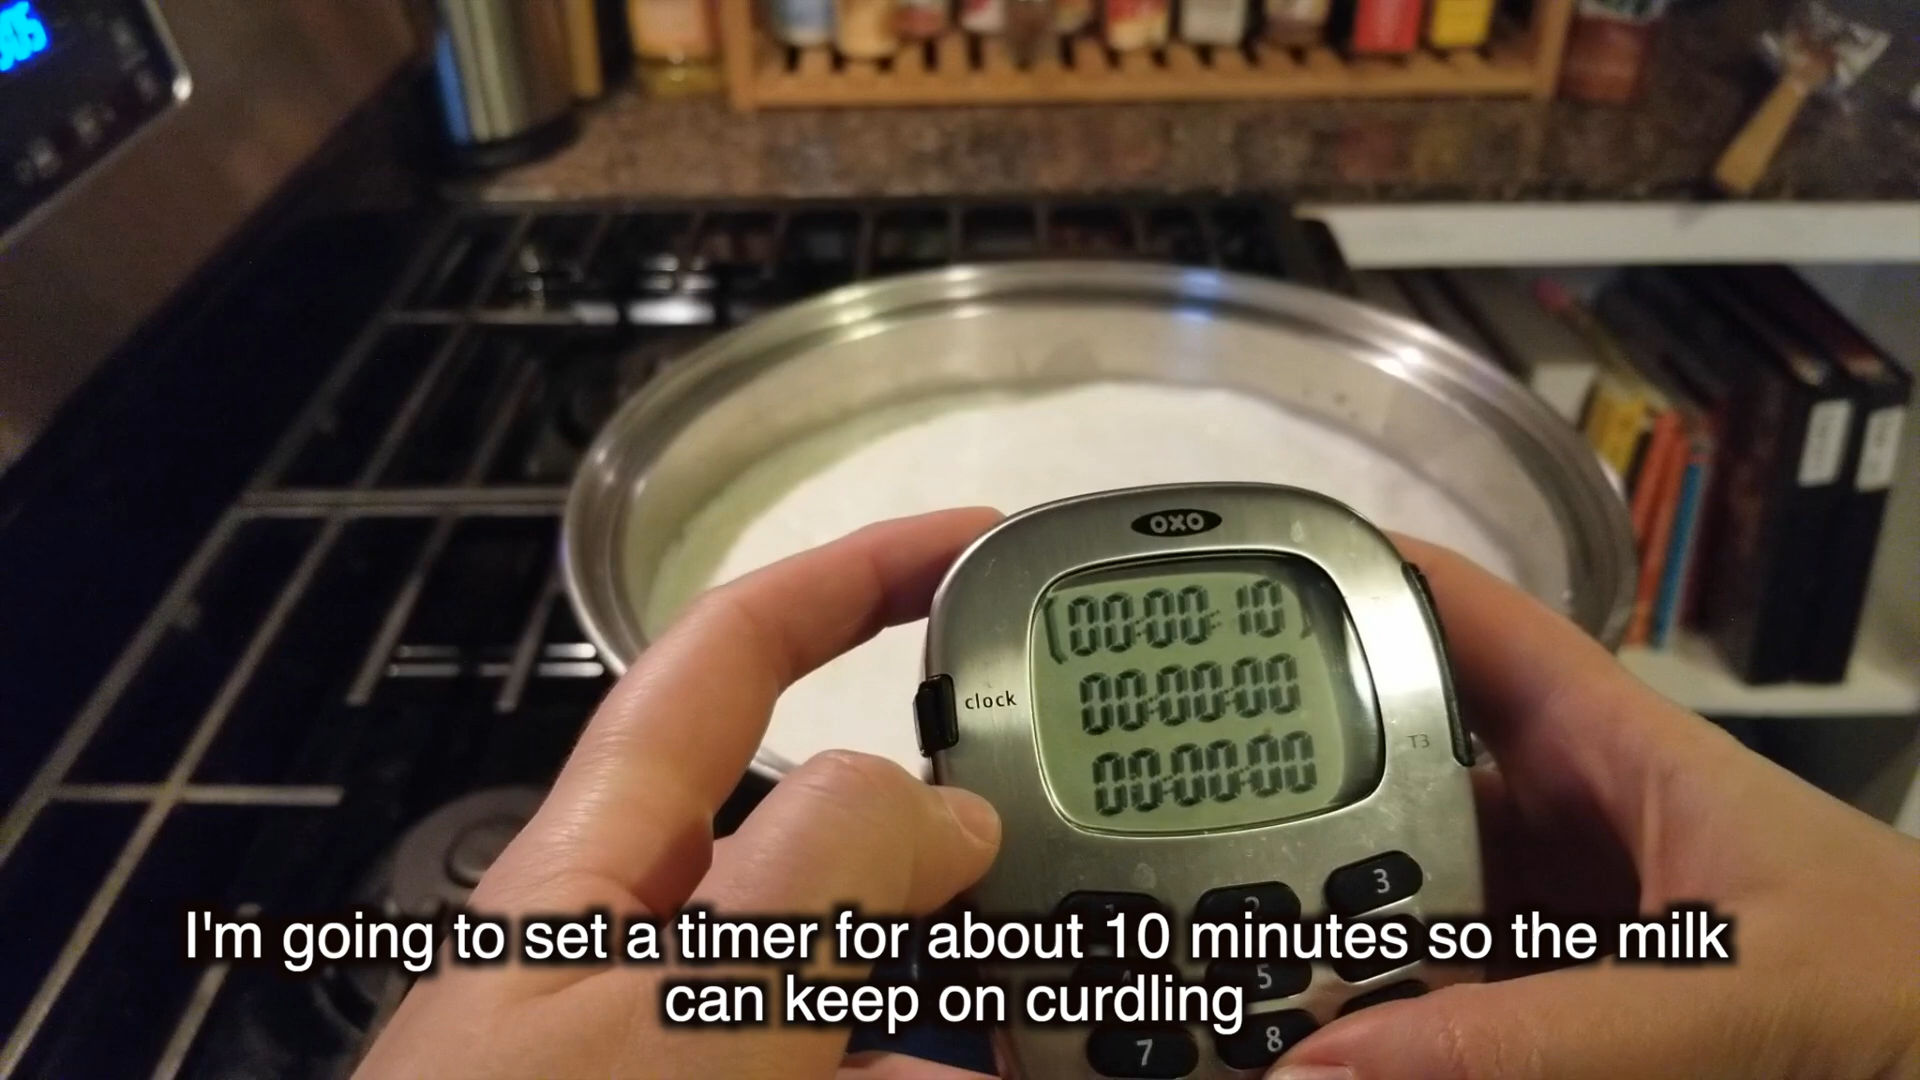 305
OXO
00:00:10
clock
00:00:00
T3
00:00:00
3
5
7
8
I'm going to set a timer for about 10 minutes so the milk
can keep on curdling